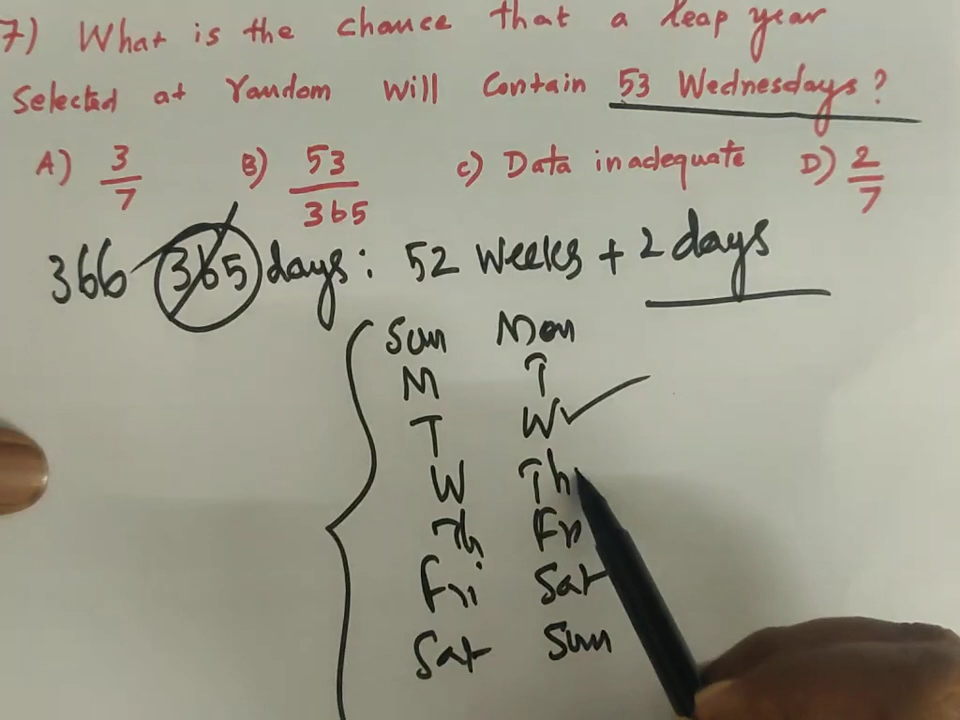 7) What is the chance that a leap year
Selected at random will Contain 53 Wednesdays?
A) 3/7 B) 53/365 c) Data inadequate D) 2/7
366 365 days: 52 weeks + 2 days
Sun Mon
M T
T W
W Th
Th Fri
Fri Sat
Sat Sun